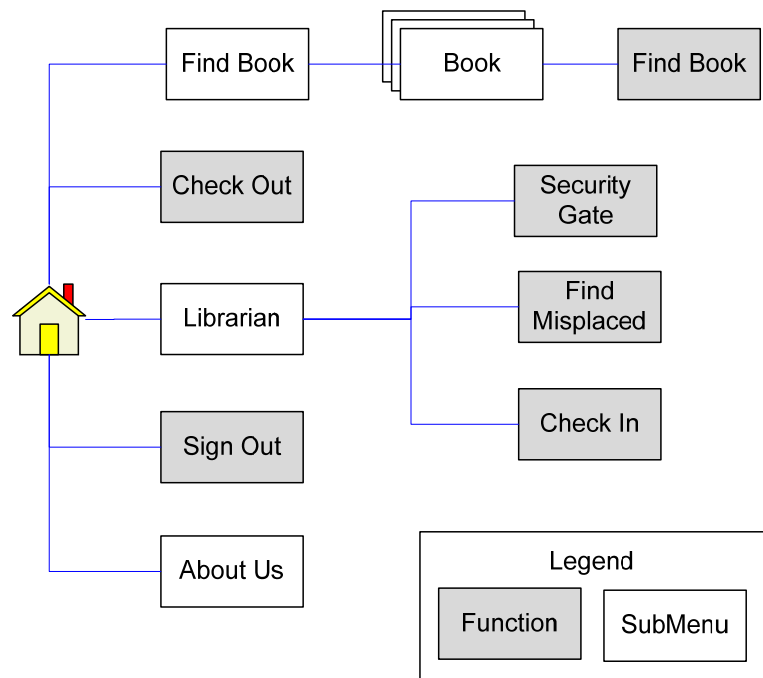 Find Book
Book
Find Book
Check Out
Security
Gate
Librarian
Find
Misplaced
Check In
Sign Out
About Us
Legend
Function
SubMenu